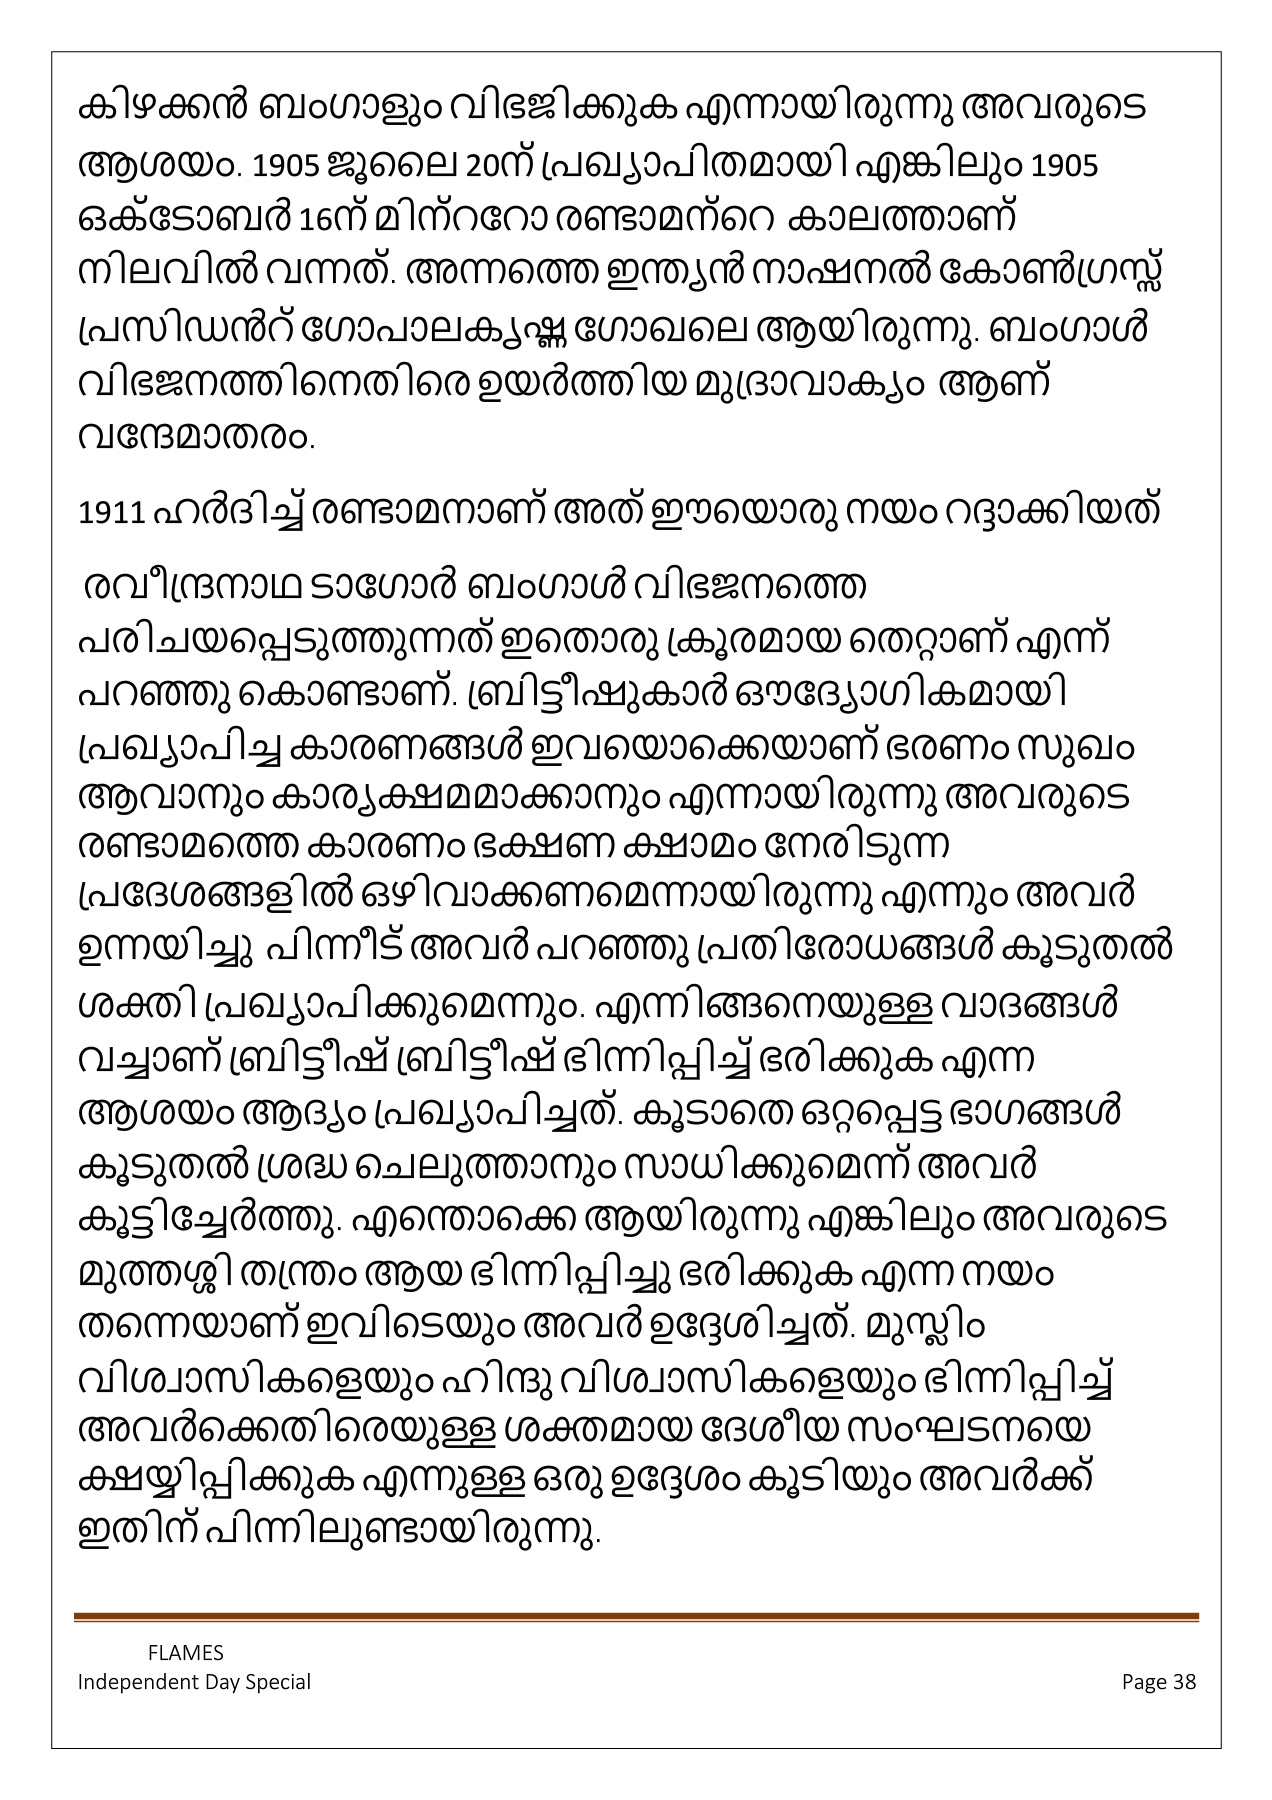 കിഴക്കൻ ബംഗാളും വിഭജിക്കുക എന്നായിരുന്നു അവരുടെ
ആശയം. 1905 ജൂലൈ 20ന് പ്രഖ്യാപിതമായി എങ്കിലും 1905
ഒക്ടോബർ 16ന് മിന്ററോ രണ്ടാമന്റെ കാലത്താണ്
നിലവിൽ വന്നത്. അന്നത്തെ ഇന്ത്യൻ നാഷനൽ കോൺഗ്രസ്സ്
പ്രസിഡൻറ് ഗോപാലകൃഷ്ണ ഗോഖലെ ആയിരുന്നു. ബംഗാൾ
വിഭജനത്തിനെതിരെ ഉയർത്തിയ മുദ്രാവാക്യം ആണ്
വന്ദേമാതരം.
1911 ഹർദിച്ച് രണ്ടാമനാണ് അത് ഈയൊരു നയം റദ്ദാക്കിയത്
രവീന്ദ്രനാഥ ടാഗോർ ബംഗാൾ വിഭജനത്തെ
പരിചയപ്പെടുത്തുന്നത് ഇതൊരു ക്രൂരമായ തെറ്റാണ് എന്ന്
പറഞ്ഞു കൊണ്ടാണ്. ബ്രിട്ടീഷുകാർ ഔദ്യോഗികമായി
പ്രഖ്യാപിച്ച കാരണങ്ങൾ ഇവയൊക്കെയാണ് ഭരണം സുഖം
ആവാനും കാര്യക്ഷമമാക്കാനും എന്നായിരുന്നു അവരുടെ
രണ്ടാമത്തെ കാരണം ഭക്ഷണ ക്ഷാമം നേരിടുന്ന
പ്രദേശങ്ങളിൽ ഒഴിവാക്കണമെന്നായിരുന്നു എന്നും അവർ
ഉന്നയിച്ചു പിന്നീട് അവർ പറഞ്ഞു പ്രതിരോധങ്ങൾ കൂടുതൽ
ശക്തി പ്രഖ്യാപിക്കുമെന്നും. എന്നിങ്ങനെയുള്ള വാദങ്ങൾ
വച്ചാണ് ബ്രിട്ടീഷ് ബ്രിട്ടീഷ് ഭിന്നിപ്പിച്ച് ഭരിക്കുക എന്ന
ആശയം ആദ്യം പ്രഖ്യാപിച്ചത്. കൂടാതെ ഒറ്റപ്പെട്ട ഭാഗങ്ങൾ
കൂടുതൽ ശ്രദ്ധ ചെലുത്താനും സാധിക്കുമെന്ന് അവർ
കൂട്ടിച്ചേർത്തു. എന്തൊക്കെ ആയിരുന്നു എങ്കിലും അവരുടെ
മുത്തശ്ശി തന്ത്രം ആയ ഭിന്നിപ്പിച്ചു ഭരിക്കുക എന്ന നയം
തന്നെയാണ് ഇവിടെയും അവർ ഉദ്ദേശിച്ചത്. മുസ്ലിം
വിശ്വാസികളെയും ഹിന്ദു വിശ്വാസികളെയും ഭിന്നിപ്പിച്ച്
അവർക്കെതിരെയുള്ള ശക്തമായ ദേശീയ സംഘടനയെ
ക്ഷയ്യിപ്പിക്കുക എന്നുള്ള ഒരു ഉദ്ദേശം കൂടിയും അവർക്ക്
ഇതിന് പിന്നിലുണ്ടായിരുന്നു.
FLAMES
Independent Day Special Page 38